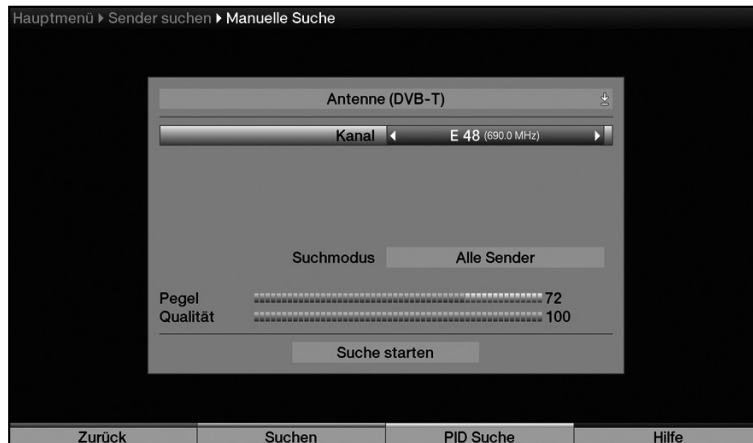 Hauptmenü ▸ Sender suchen ▸ Manuelle Suche
Antenne (DVB-T)
Kanal E 48 (690.0 MHz)
Suchmodus Alle Sender
Pegel 72
Qualität 100
Suche starten
Zurück Suchen PID Suche Hilfe